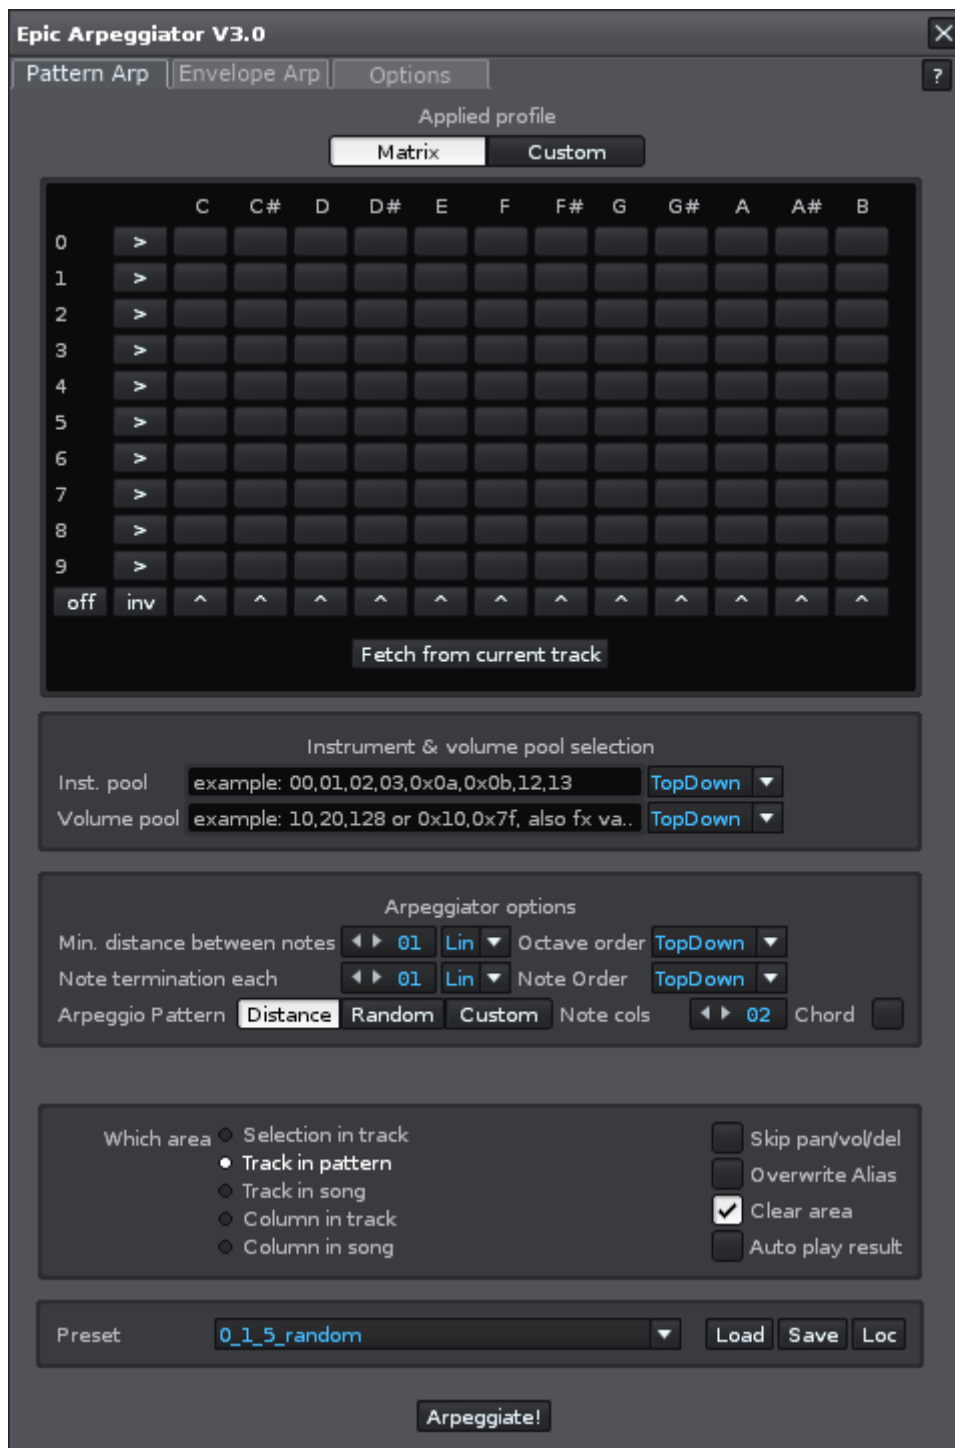 Epic Arpeggiator V3.0
Pattern Arp Envelope Arp Options ?
Applied profile
Matrix Custom
C C# D D# E F F# G G# A A# B
0 >
1 >
2 >
3 >
4 >
5 >
6 >
7 >
8 >
9 >
off inv ^ ^ ^ ^ ^ ^ ^ ^ ^ ^ ^ ^
Fetch from current track
Instrument & volume pool selection
Inst. pool example: 00,01,02,03,0x0a,0x0b,12,13 TopDown
Volume pool example: 10,20,128 or 0x10,0x7f, also fx va.. TopDown
Arpeggiator options
Min. distance between notes 01 Lin Octave order TopDown
Note termination each 01 Lin Note Order TopDown
Arpeggio Pattern Distance Random Custom Note cols 02 Chord
Which area Selection in track Skip pan/vol/del
Track in pattern Overwrite Alias
Track in song Clear area
Column in track Auto play result
Column in song
Preset 0_1_5_random Load Save Loc
Arpeggiate!